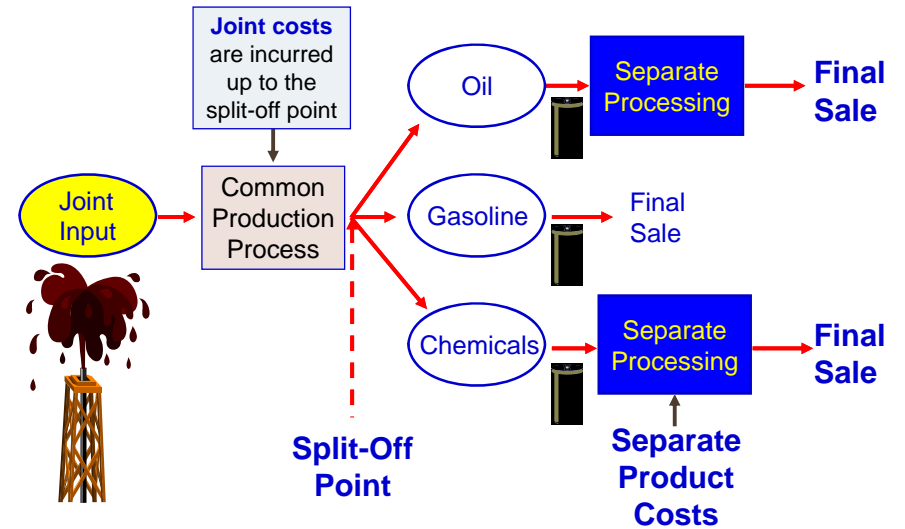 Joint costs
are incurred
up to the
split-off point
Joint
Input
Common
Production
Process
Oil
Separate
Processing
Final
Sale
Gasoline
Final
Sale
Chemicals
Separate
Processing
Final
Sale
Split-Off
Point
Separate
Product
Costs